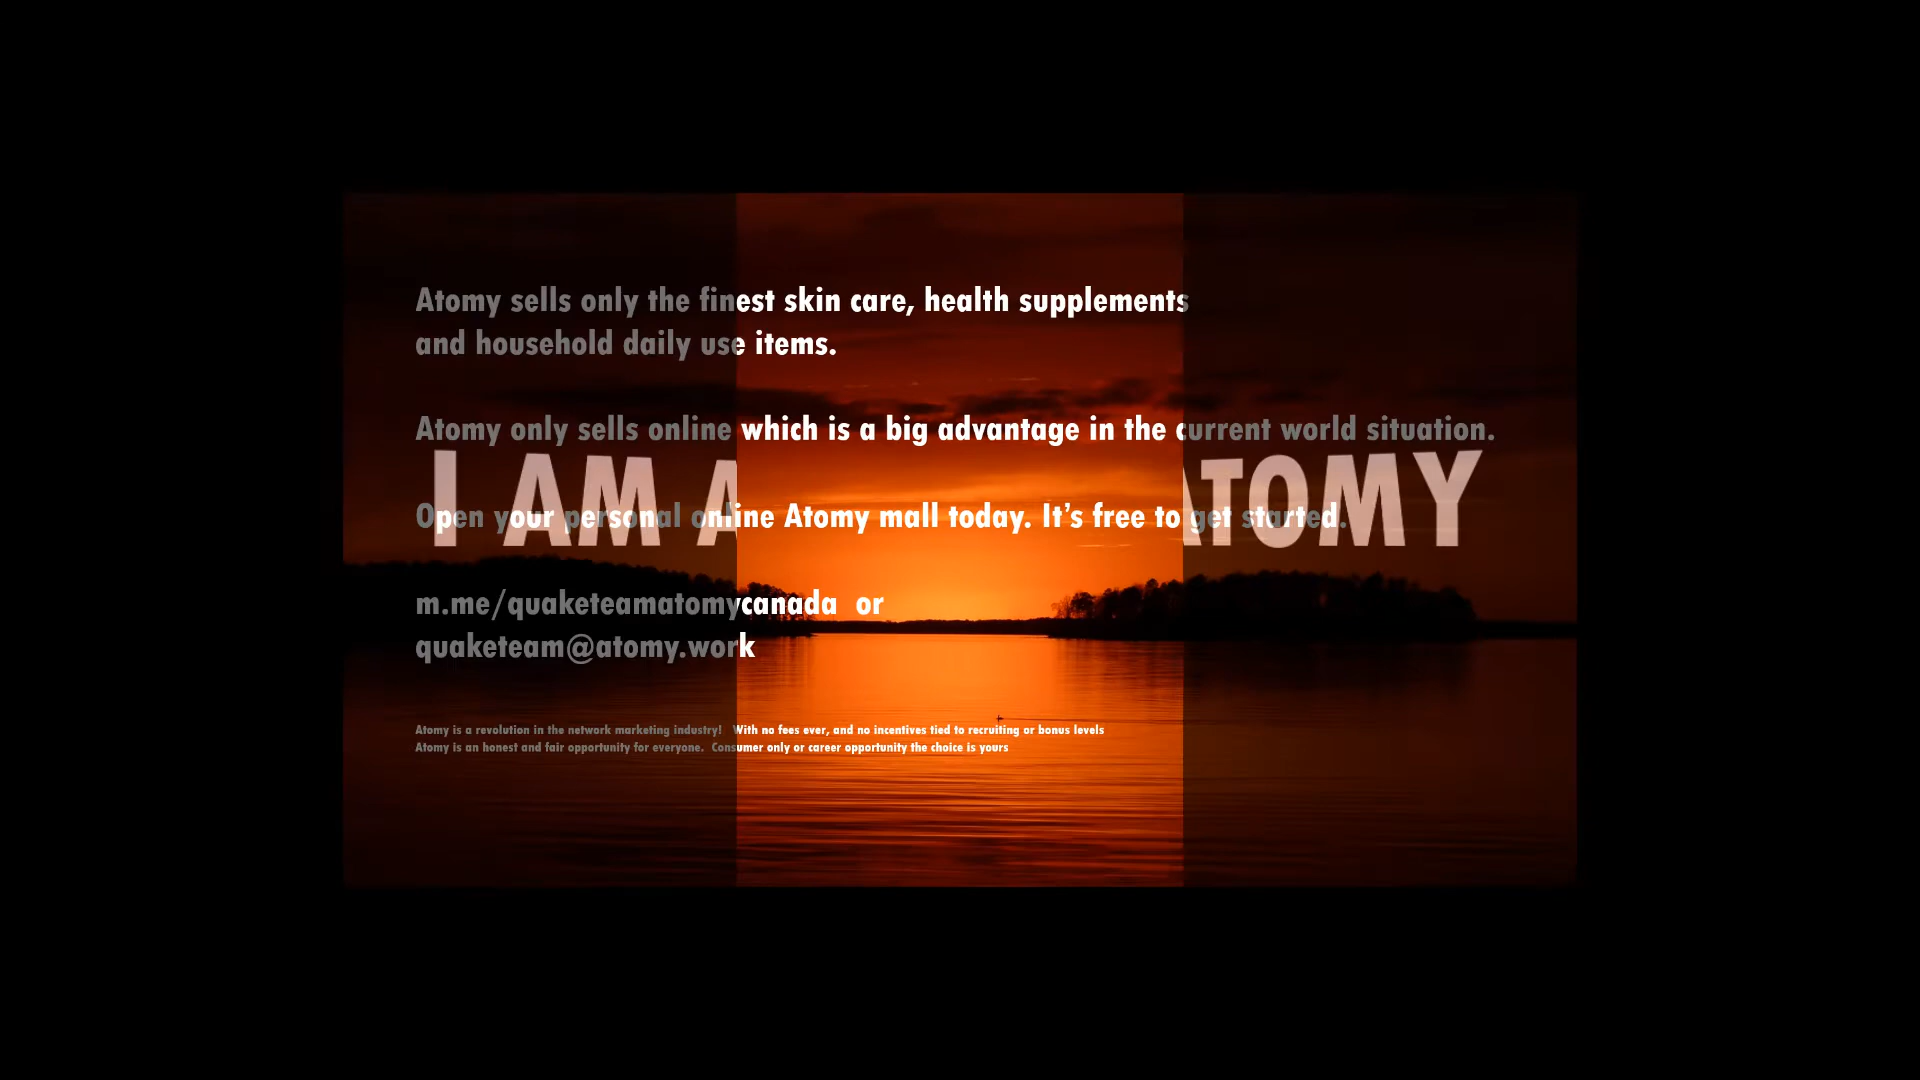 Atomy sells only the finest skin care, health supplements
and household daily use items.
Atomy only sells online which is a big advantage in the current world situation.
I AM A ATOMY
Open your personal online Atomy mall today. It's free to get started.
m.me/quaketeamatomycanada or
quaketeam@atomy.work
Atomy is a revolution in the network marketing industry! With no fees ever, and no incentives tied to recruiting or bonus levels
Atomy is an honest and fair opportunity for everyone. Consumer only or career opportunity the choice is yours